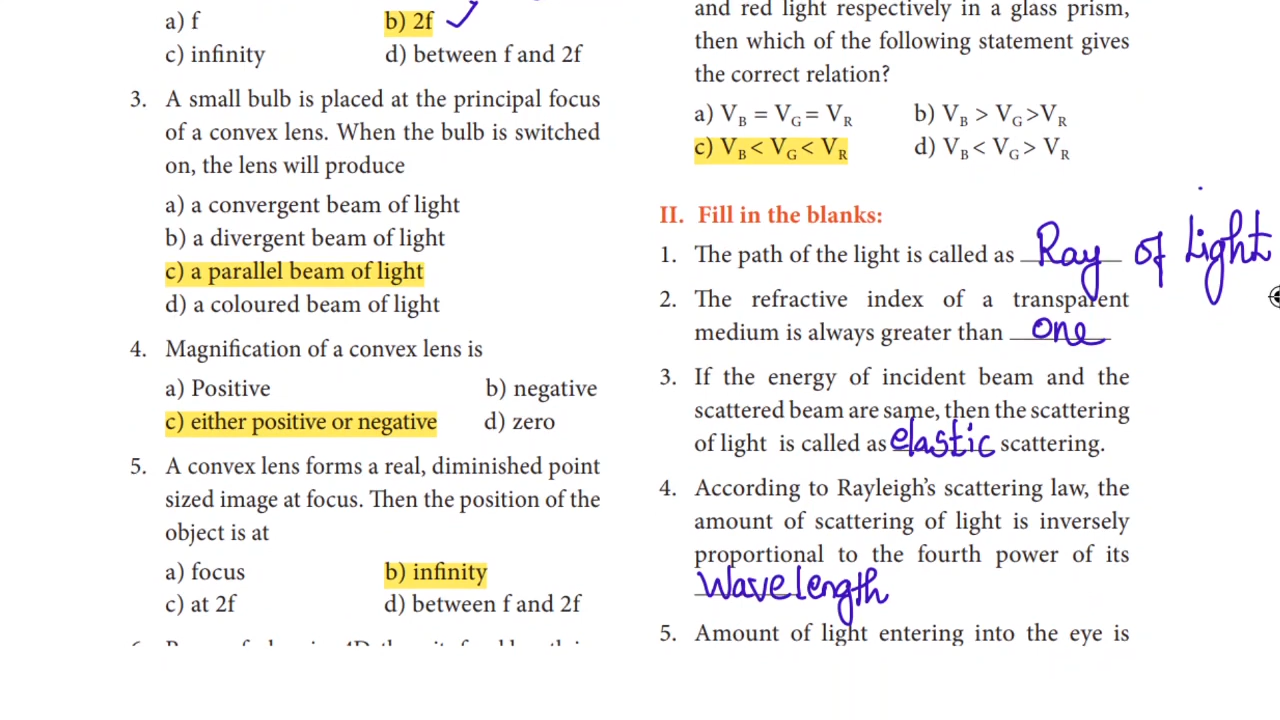 a) f b) 2f
c) infinity d) between f and 2f
3. A small bulb is placed at the principal focus
of a convex lens. When the bulb is switched
on, the lens will produce
a) a convergent beam of light
b) a divergent beam of light
c) a parallel beam of light
d) a coloured beam of light
4. Magnification of a convex lens is
a) Positive b) negative
c) either positive or negative d) zero
5. A convex lens forms a real, diminished point
sized image at focus. Then the position of the
object is at
a) focus b) infinity
c) at 2f d) between f and 2f
and red light respectively in a glass prism,
then which of the following statement gives
the correct relation?
a) V_B = V_G = V_R b) V_B > V_G >V_R
c) V_B < V_G < V_R d) V_B < V_G > V_R
II. Fill in the blanks:
1. The path of the light is called as Ray of Light
2. The refractive index of a transparent
medium is always greater than one
3. If the energy of incident beam and the
scattered beam are same, then the scattering
of light is called as elastic scattering.
4. According to Rayleigh's scattering law, the
amount of scattering of light is inversely
proportional to the fourth power of its
Wavelength
5. Amount of light entering into the eye is